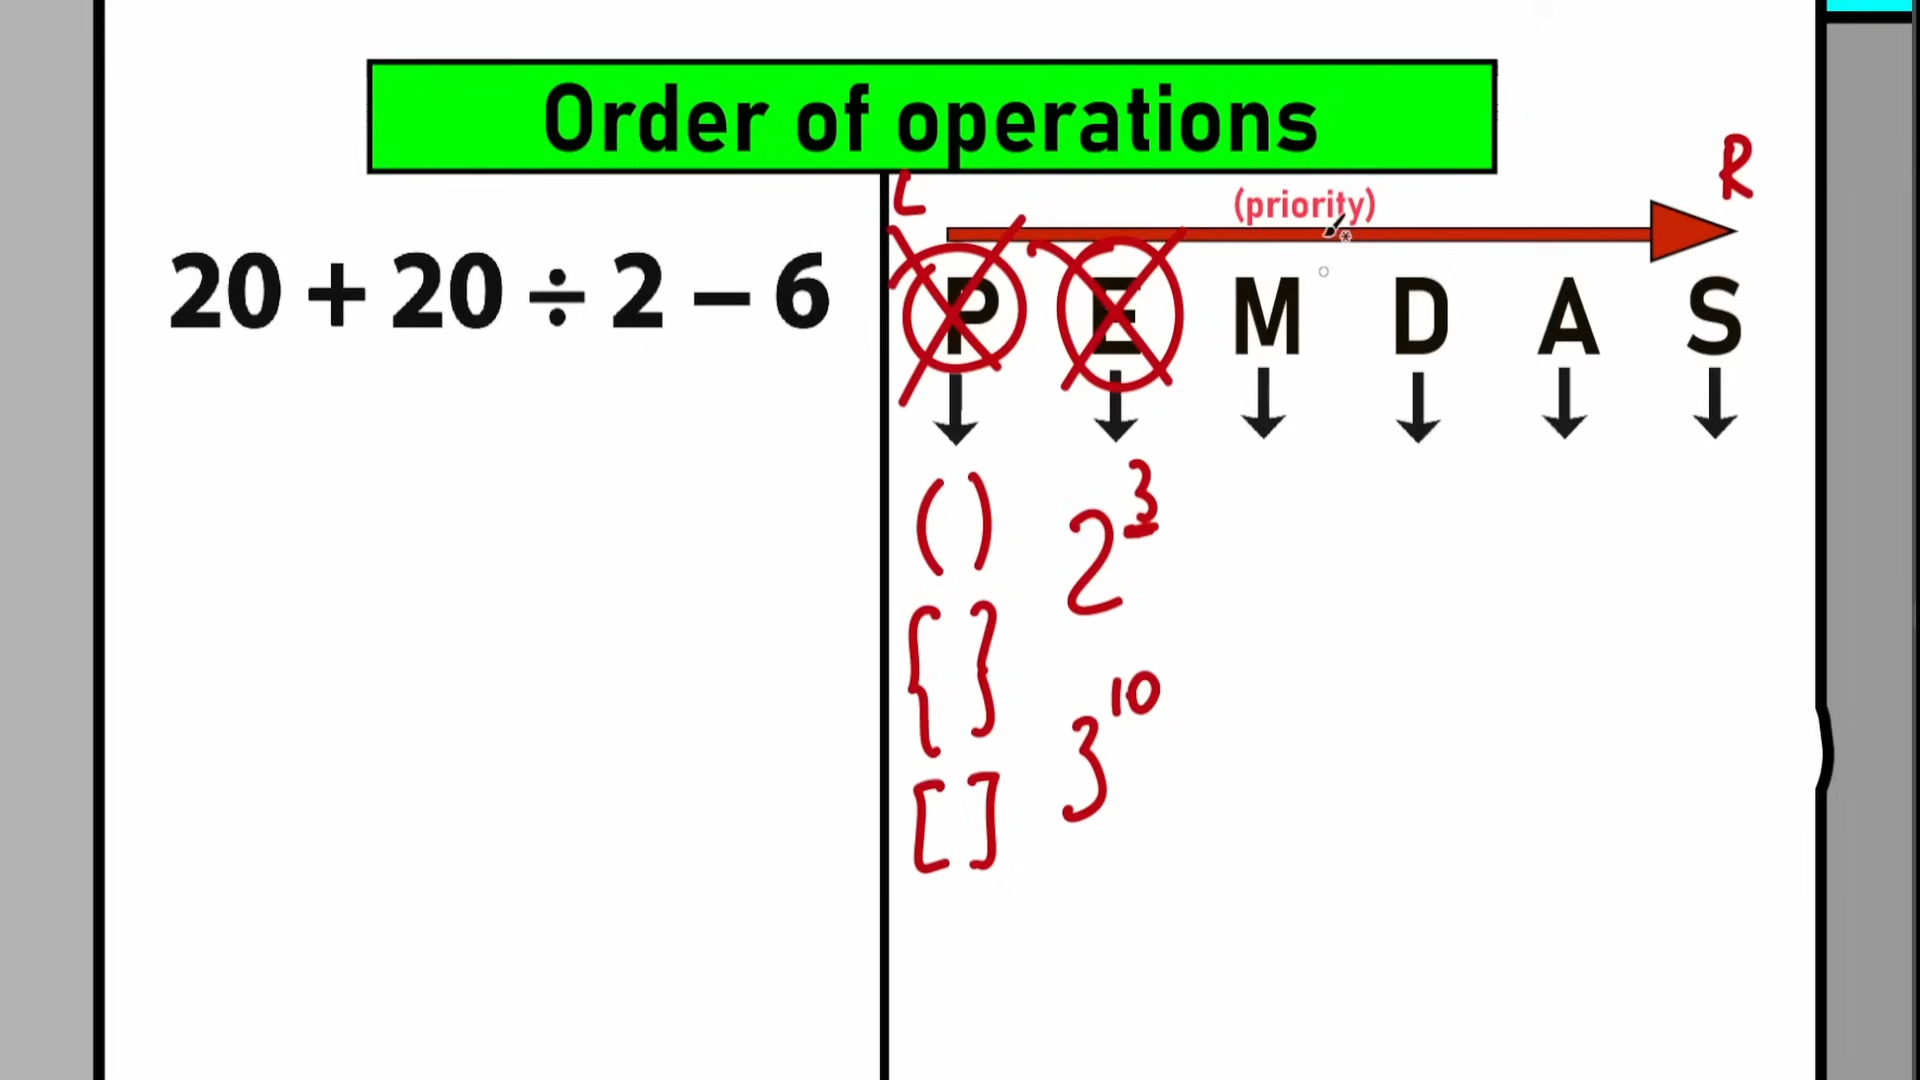 Order of operations
L
R
(priority)
20 + 20 ÷ 2 – 6
P E M D A S
( ) 2³
{ }
3¹⁰
[ ]